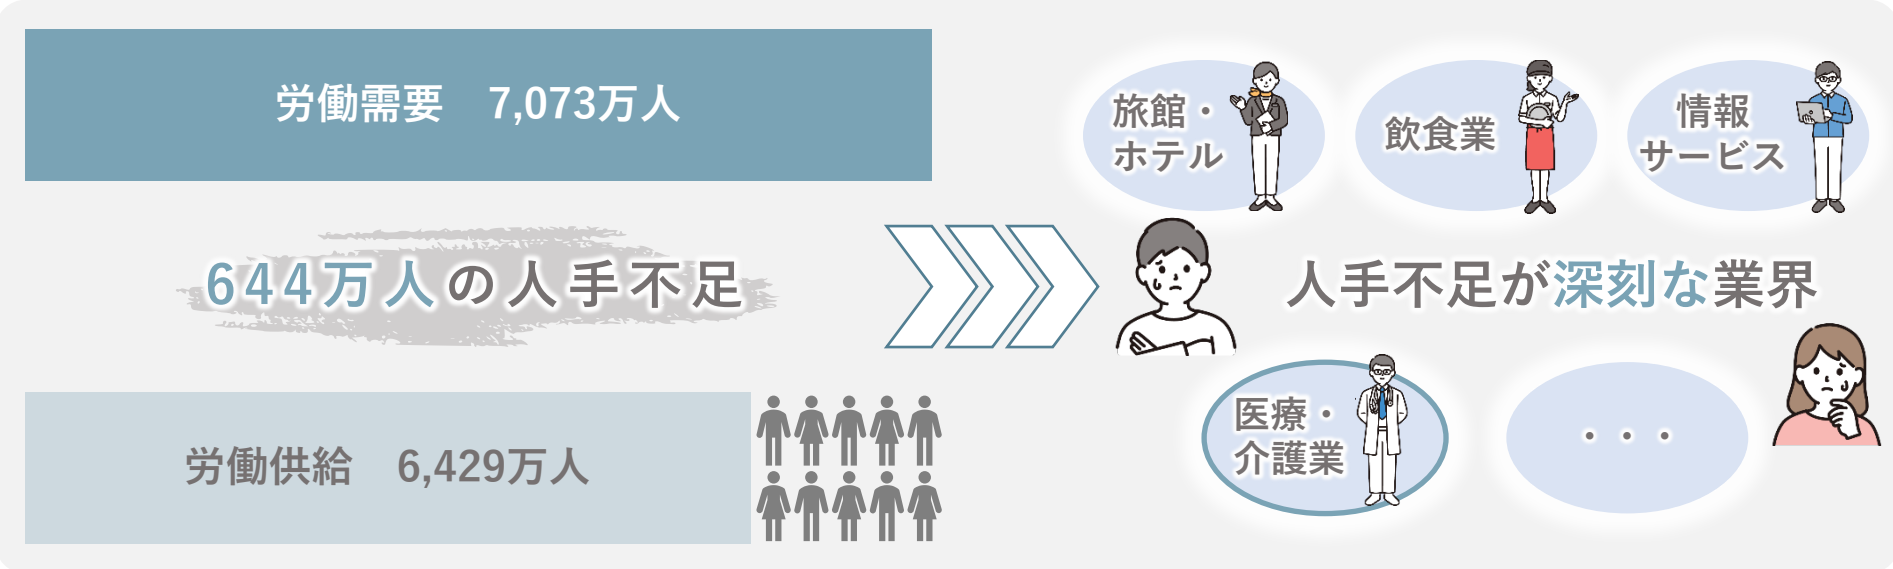 労働需要　7,073万人
644万人の人手不足
労働供給　6,429万人
旅館・
ホテル
飲食業
情報
サービス
人手不足が深刻な業界
医療・
介護業
・・・